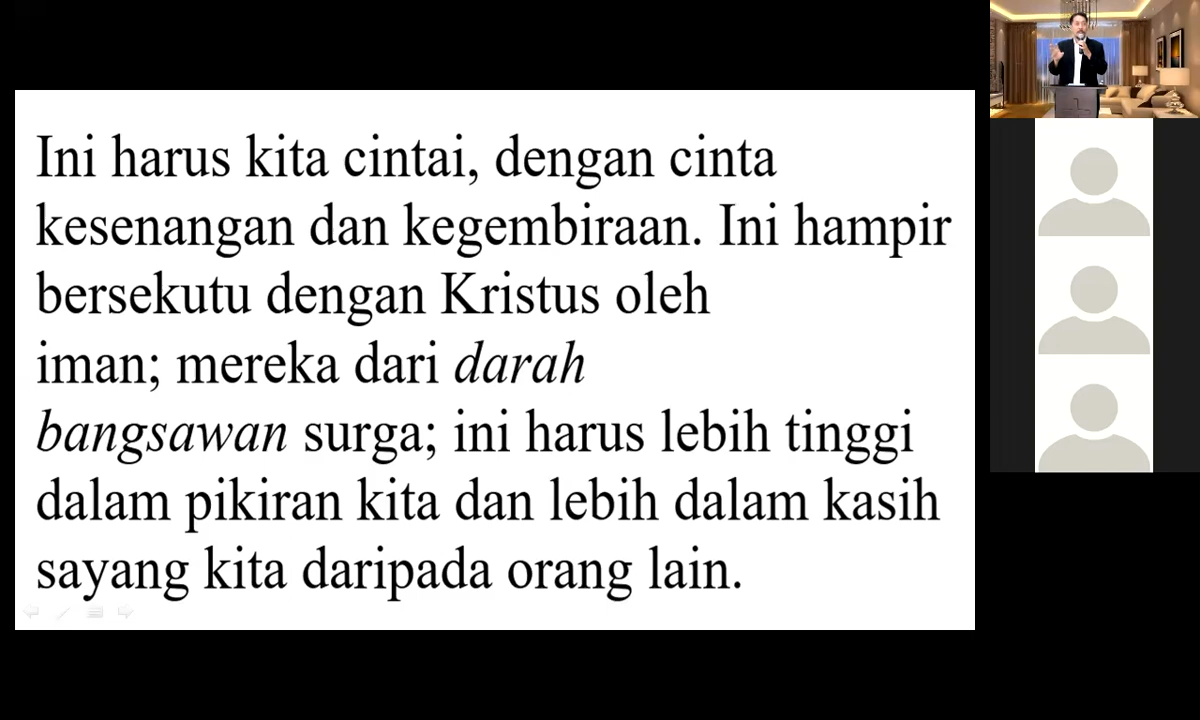 Ini harus kita cintai, dengan cinta
kesenangan dan kegembiraan. Ini hampir
bersekutu dengan Kristus oleh
iman; mereka dari darah
bangsawan surga; ini harus lebih tinggi
dalam pikiran kita dan lebih dalam kasih
sayang kita daripada orang lain.